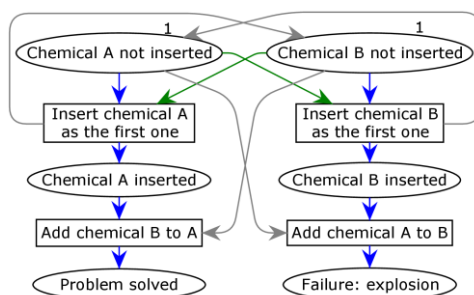 1
1
Chemical A not inserted
Chemical B not inserted
Insert chemical A
as the first one
Insert chemical B
as the first one
Chemical A inserted
Chemical B inserted
Add chemical B to A
Add chemical A to B
Problem solved
Failure: explosion